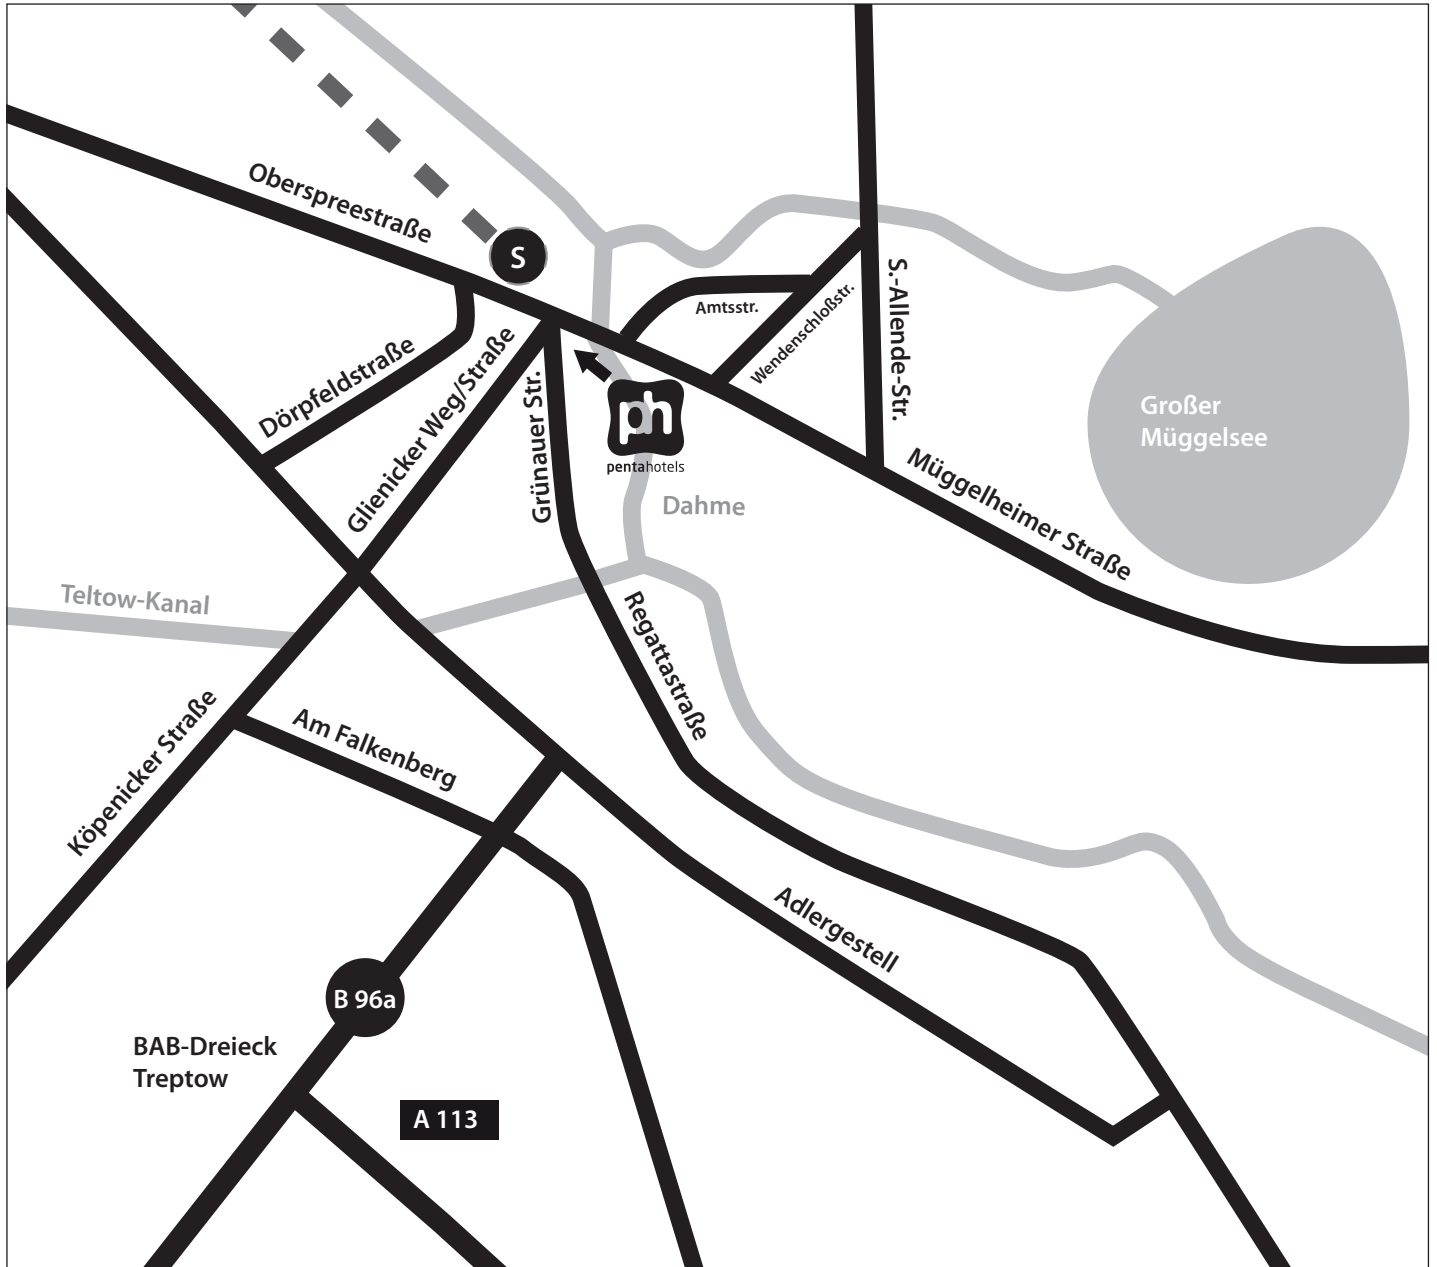 Oberspreestraße
S
Amtsstr.
Wendenschloßstr.
S.-Allende-Str.
Dörpfeldstraße
Glienicker Weg/Straße
Grünauer Str.
ph
pentahotels
Großer
Müggelsee
Müggelheimer Straße
Dahme
Teltow-Kanal
Regattastraße
Köpenicker Straße
Am Falkenberg
Adlergestell
B 96a
BAB-Dreieck
Treptow
A 113